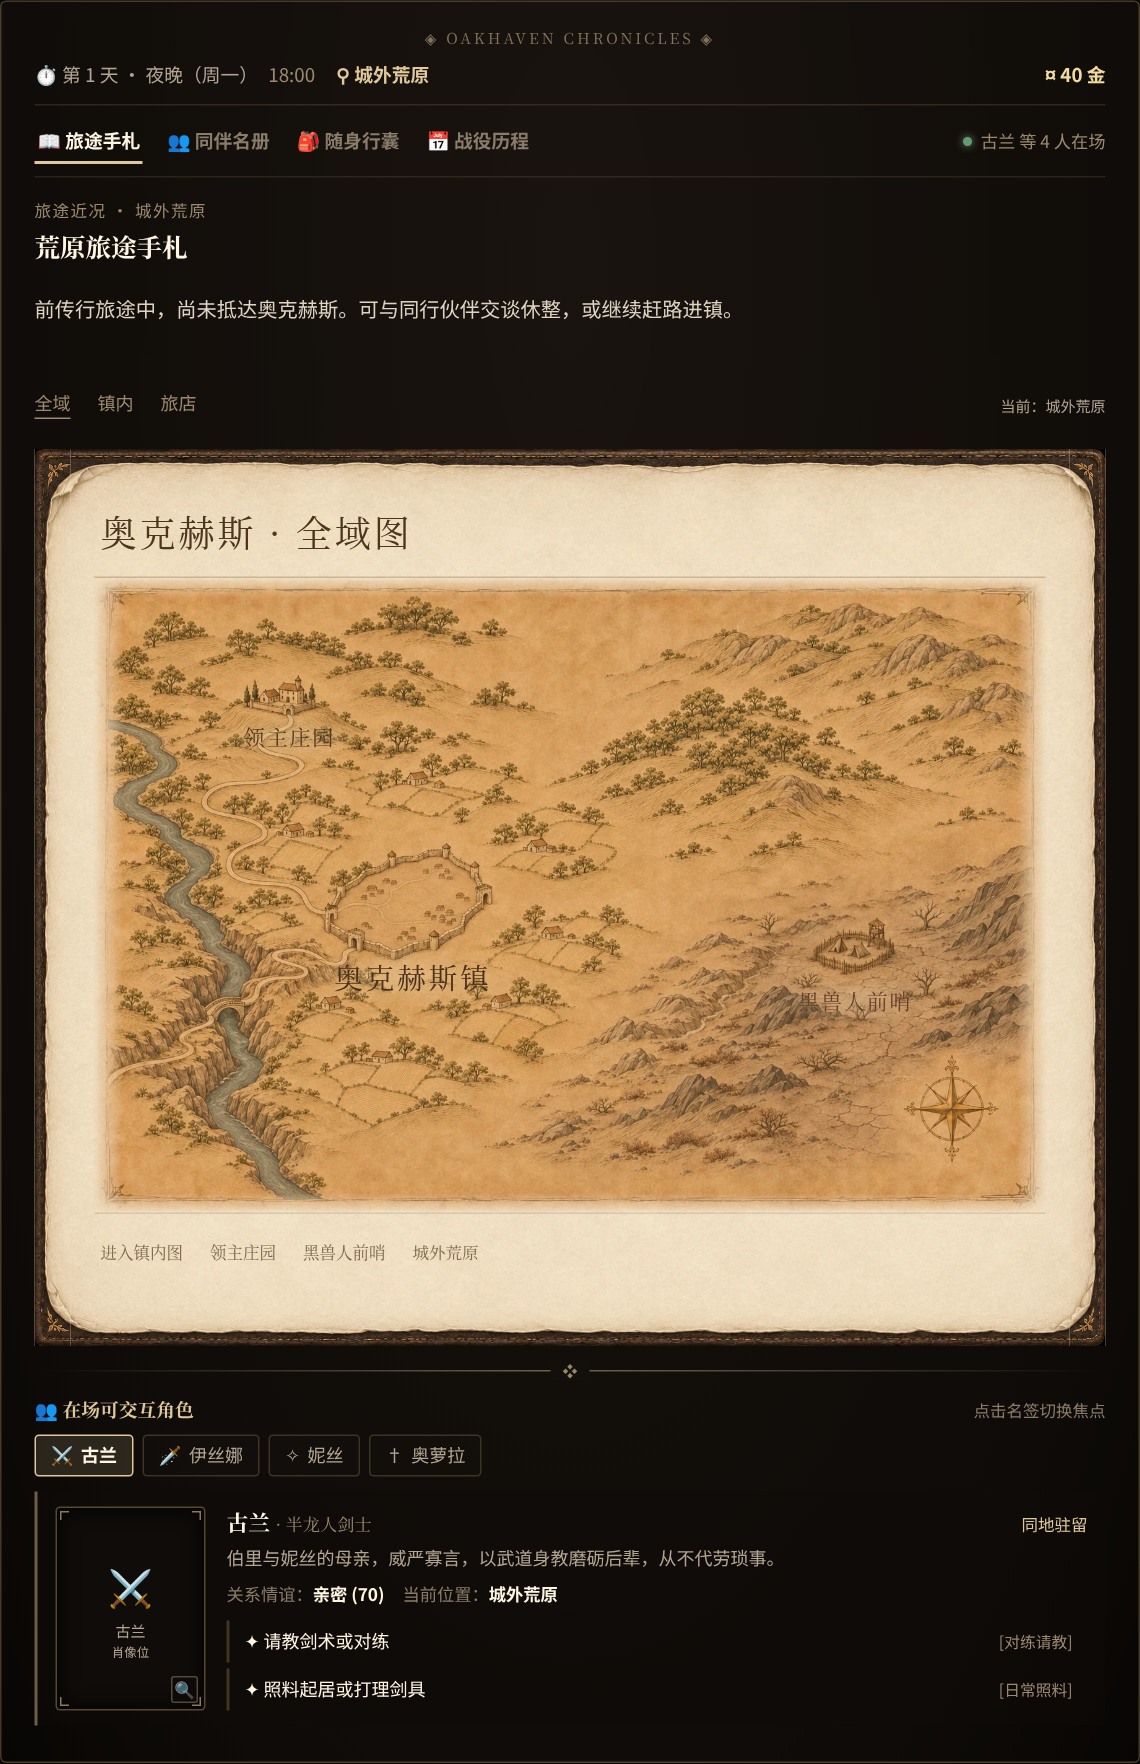 ◈ OAKHAVEN CHRONICLES ◈
⏱️ 第 1 天 · 夜晚（周一） 18:00 ⚲ 城外荒原 ¤ 40 金
📖 旅途手札 👥 同伴名册 🎒 随身行囊 📅 战役历程 古兰 等 4 人在场
旅途近况 · 城外荒原
荒原旅途手札
前传行旅途中，尚未抵达奥克赫斯。可与同行伙伴交谈休整，或继续赶路进镇。
全域 镇内 旅店 当前：城外荒原
奥克赫斯 · 全域图
领主庄园
奥克赫斯镇
黑兽人前哨
进入镇内图 领主庄园 黑兽人前哨 城外荒原
👥 在场可交互角色 点击名签切换焦点
⚔️ 古兰 🗡️ 伊丝娜 ✧ 妮丝 † 奥萝拉
古兰 · 半龙人剑士 同地驻留
伯里与妮丝的母亲，威严寡言，以武道身教磨砺后辈，从不代劳琐事。
关系情谊：亲密 (70) 当前位置：城外荒原
古兰
肖像位
✦ 请教剑术或对练 [对练请教]
✦ 照料起居或打理剑具 [日常照料]